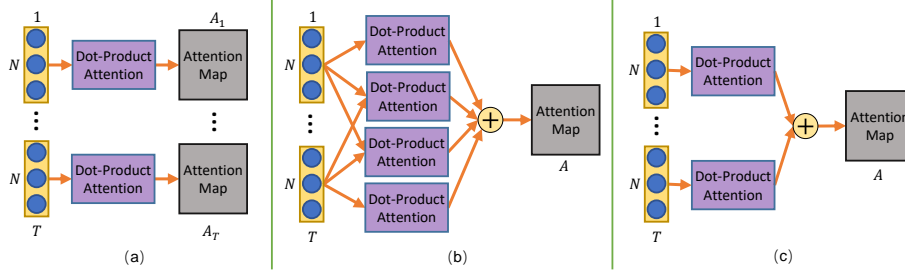 1
A_1
N
Dot-Product
Attention
Attention
Map
...
N
Dot-Product
Attention
Attention
Map
T
A_T
(a)
1
N
Dot-Product
Attention
Dot-Product
Attention
...
Dot-Product
Attention
N
Dot-Product
Attention
+
Attention
Map
A
T
(b)
1
N
Dot-Product
Attention
...
+
Attention
Map
A
N
Dot-Product
Attention
T
(c)